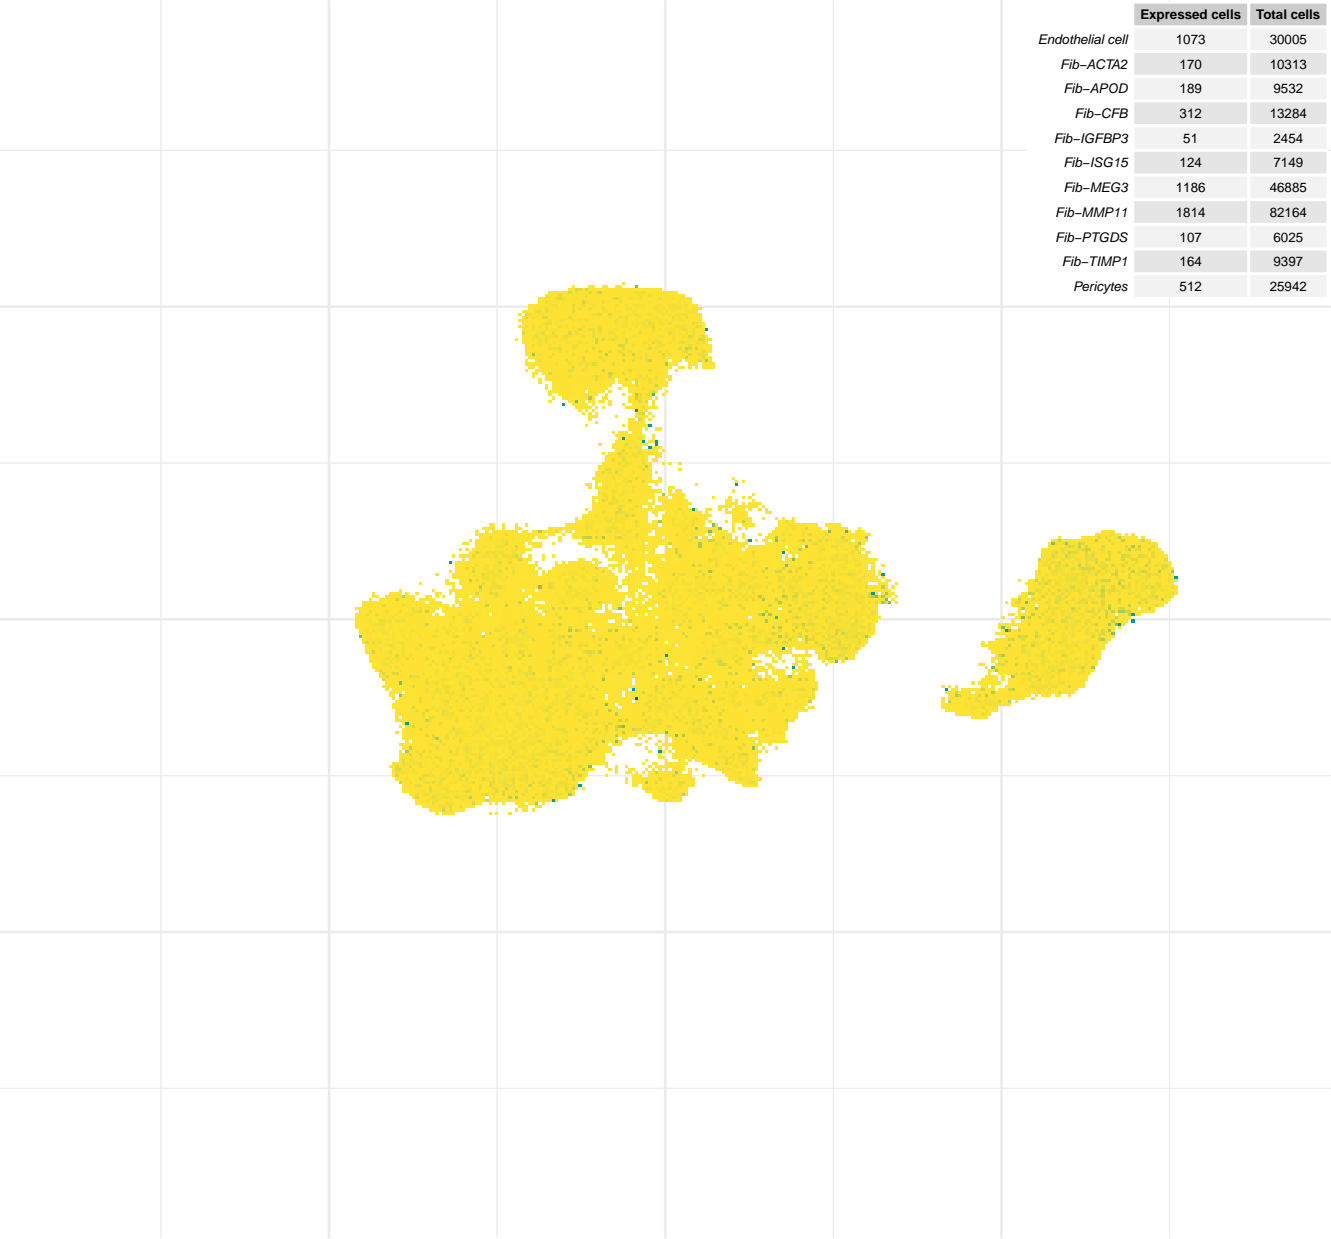 Expressed cells Total cells
Endothelial cell 1073 30005
Fib−ACTA2 170 10313
Fib−APOD 189 9532
Fib−CFB 312 13284
Fib−IGFBP3 51 2454
Fib−ISG15 124 7149
Fib−MEG3 1186 46885
Fib−MMP11 1814 82164
Fib−PTGDS 107 6025
Fib−TIMP1 164 9397
Pericytes 512 25942